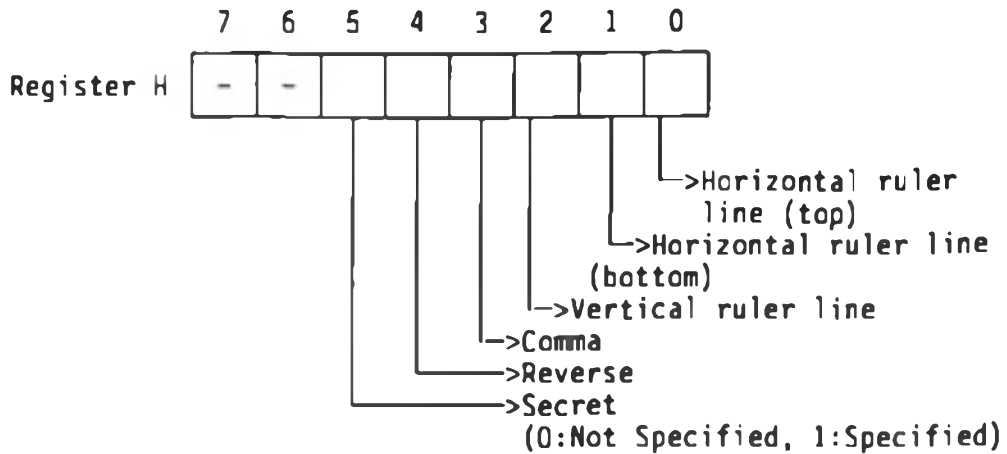 7 6 5 4 3 2 1 0
Register H - -
->Horizontal ruler
line (top)
->Horizontal ruler line
(bottom)
->Vertical ruler line
->Comma
->Reverse
->Secret
(0:Not Specified, 1:Specified)